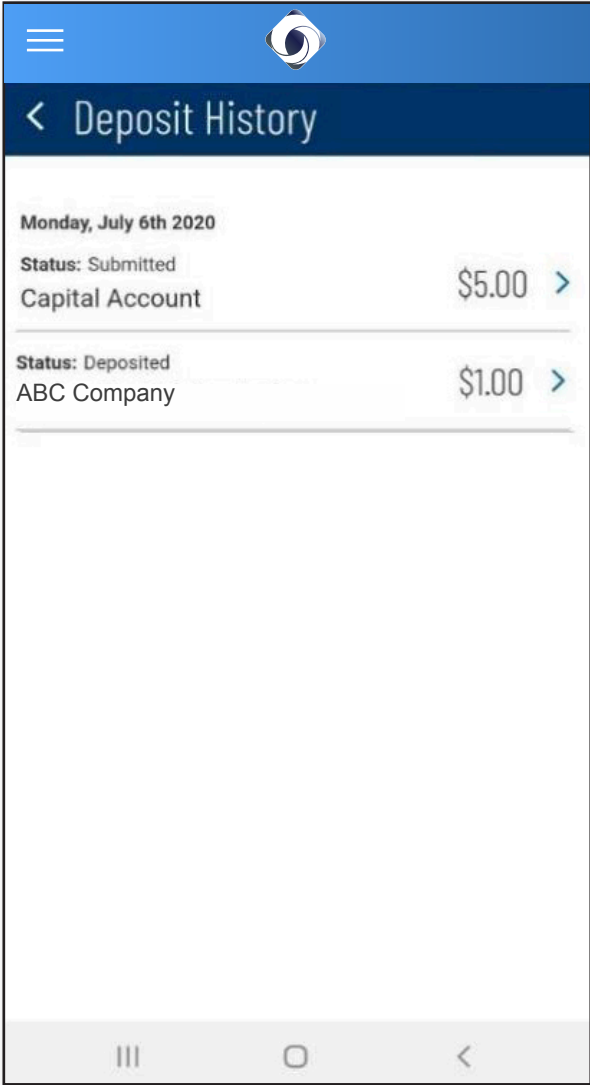 Deposit History
Monday, July 6th 2020
Status: Submitted
Capital Account
$5.00
Status: Deposited
ABC Company
$1.00